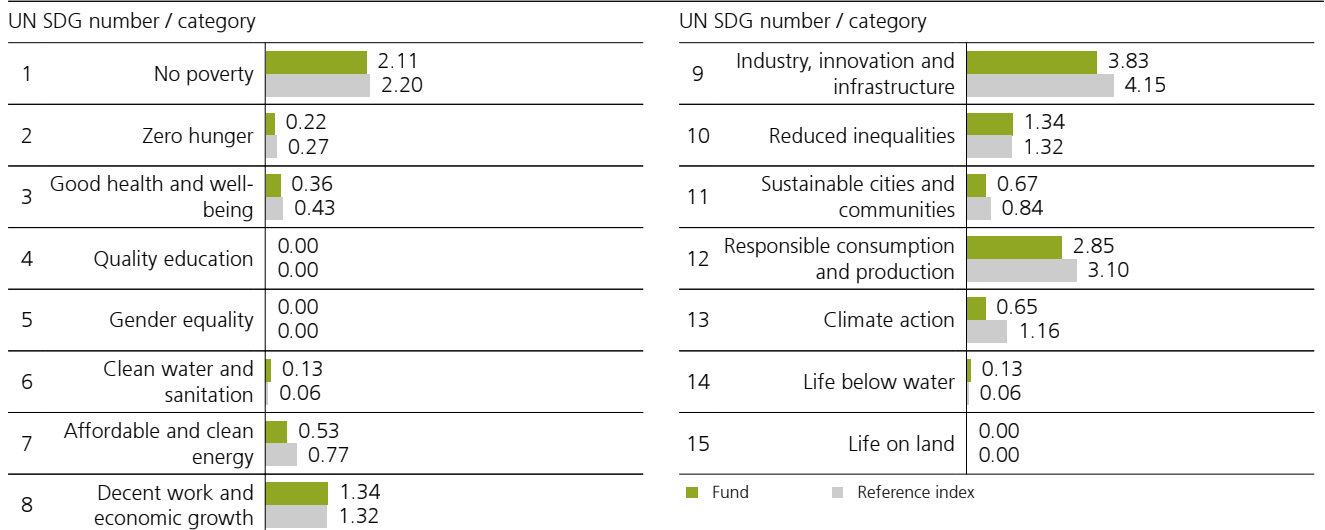 UN SDG number / category
1 No poverty 2.11
2.20
2 Zero hunger 0.22
0.27
3 Good health and well-
being 0.36
0.43
4 Quality education 0.00
0.00
5 Gender equality 0.00
0.00
6 Clean water and
sanitation 0.13
0.06
7 Affordable and clean
energy 0.53
0.77
8 Decent work and
economic growth 1.34
1.32
UN SDG number / category
9 Industry, innovation and
infrastructure 3.83
4.15
10 Reduced inequalities 1.34
1.32
11 Sustainable cities and
communities 0.67
0.84
12 Responsible consumption
and production 2.85
3.10
13 Climate action 0.65
1.16
14 Life below water 0.13
0.06
15 Life on land 0.00
0.00
Fund Reference index